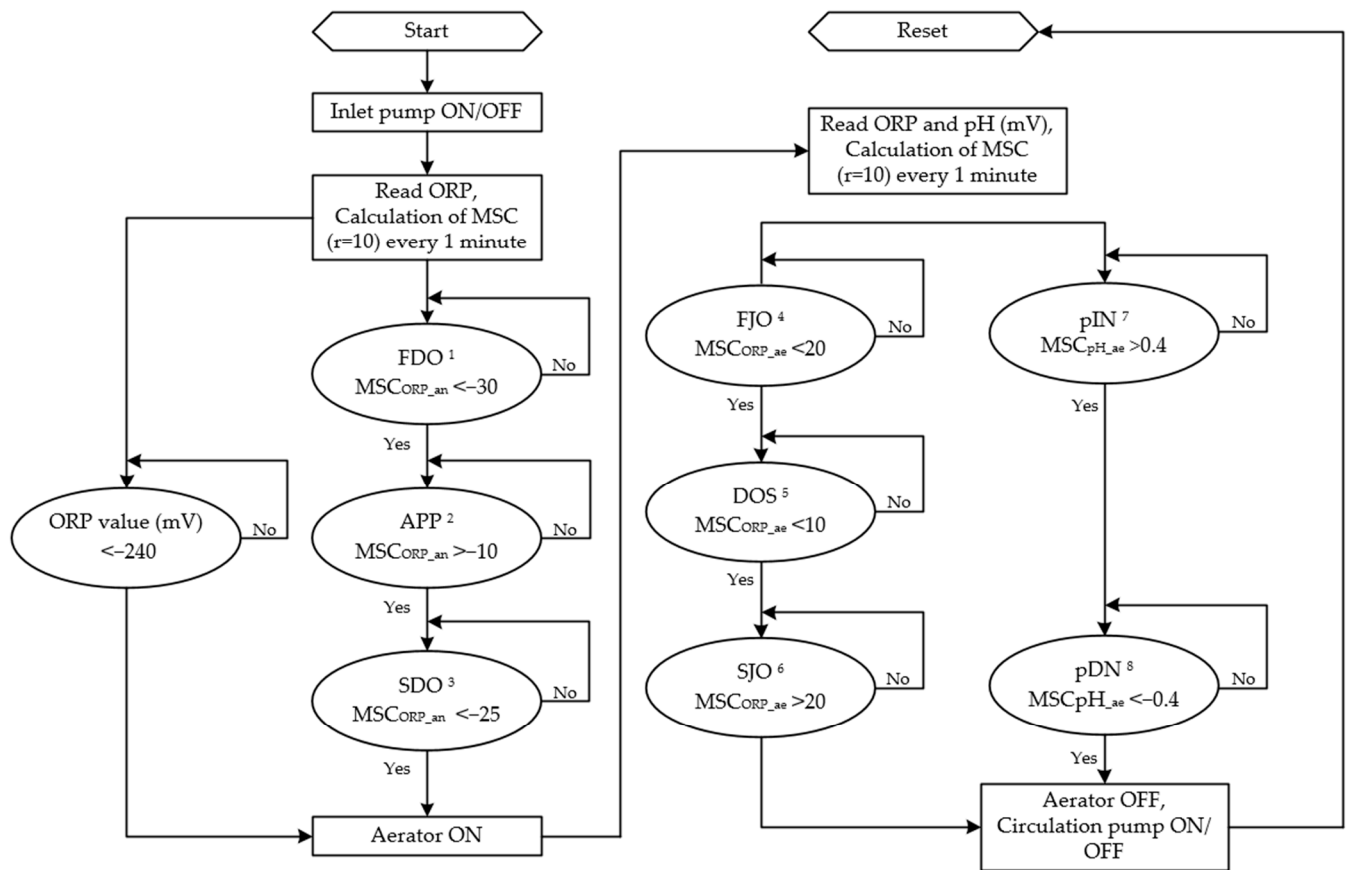 Start
Inlet pump ON/OFF
Read ORP,
Calculation of MSC
(r=10) every 1 minute
FDO ¹
MSCORP_an <−30
No
Yes
ORP value (mV)
<−240
No
APP ²
MSCORP_an >−10
No
Yes
SDO ³
MSCORP_an <−25
No
Yes
Aerator ON
Reset
Read ORP and pH (mV),
Calculation of MSC
(r=10) every 1 minute
FJO ⁴
MSCORP_ae <20
No
Yes
DOS ⁵
MSCORP_ae <10
No
Yes
SJO ⁶
MSCORP_ae >20
No
pIN ⁷
MSCpH_ae >0.4
No
Yes
pDN ⁸
MSCpH_ae <−0.4
No
Yes
Aerator OFF,
Circulation pump ON/
OFF